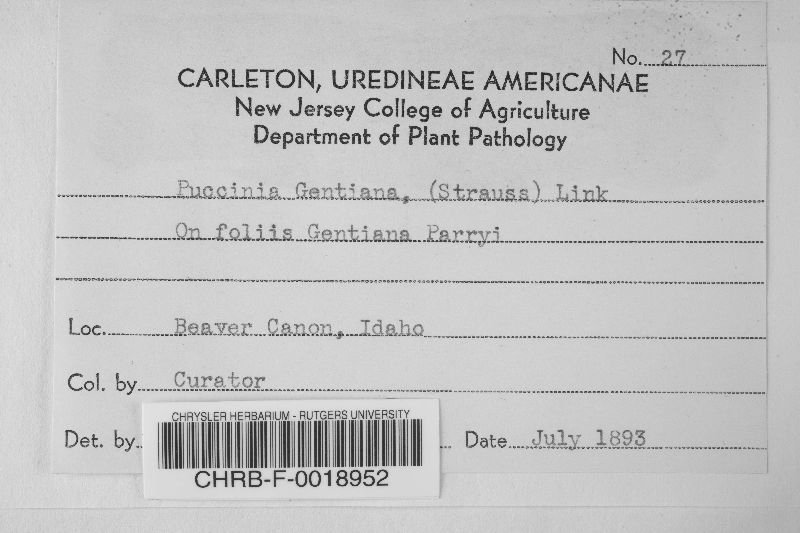 No. 27
CARLETON, UREDINEAE AMERICANAE
New Jersey College of Agriculture
Department of Plant Pathology
Puccinia Gentiana, (Strauss) Link
On foliis Gentiana Parryi
Loc. Beaver Canon, Idaho
Col. by Curator
CHRYSLER HERBARIUM - RUTGERS UNIVERSITY
Det. by Date July 1893
CHRB-F-0018952